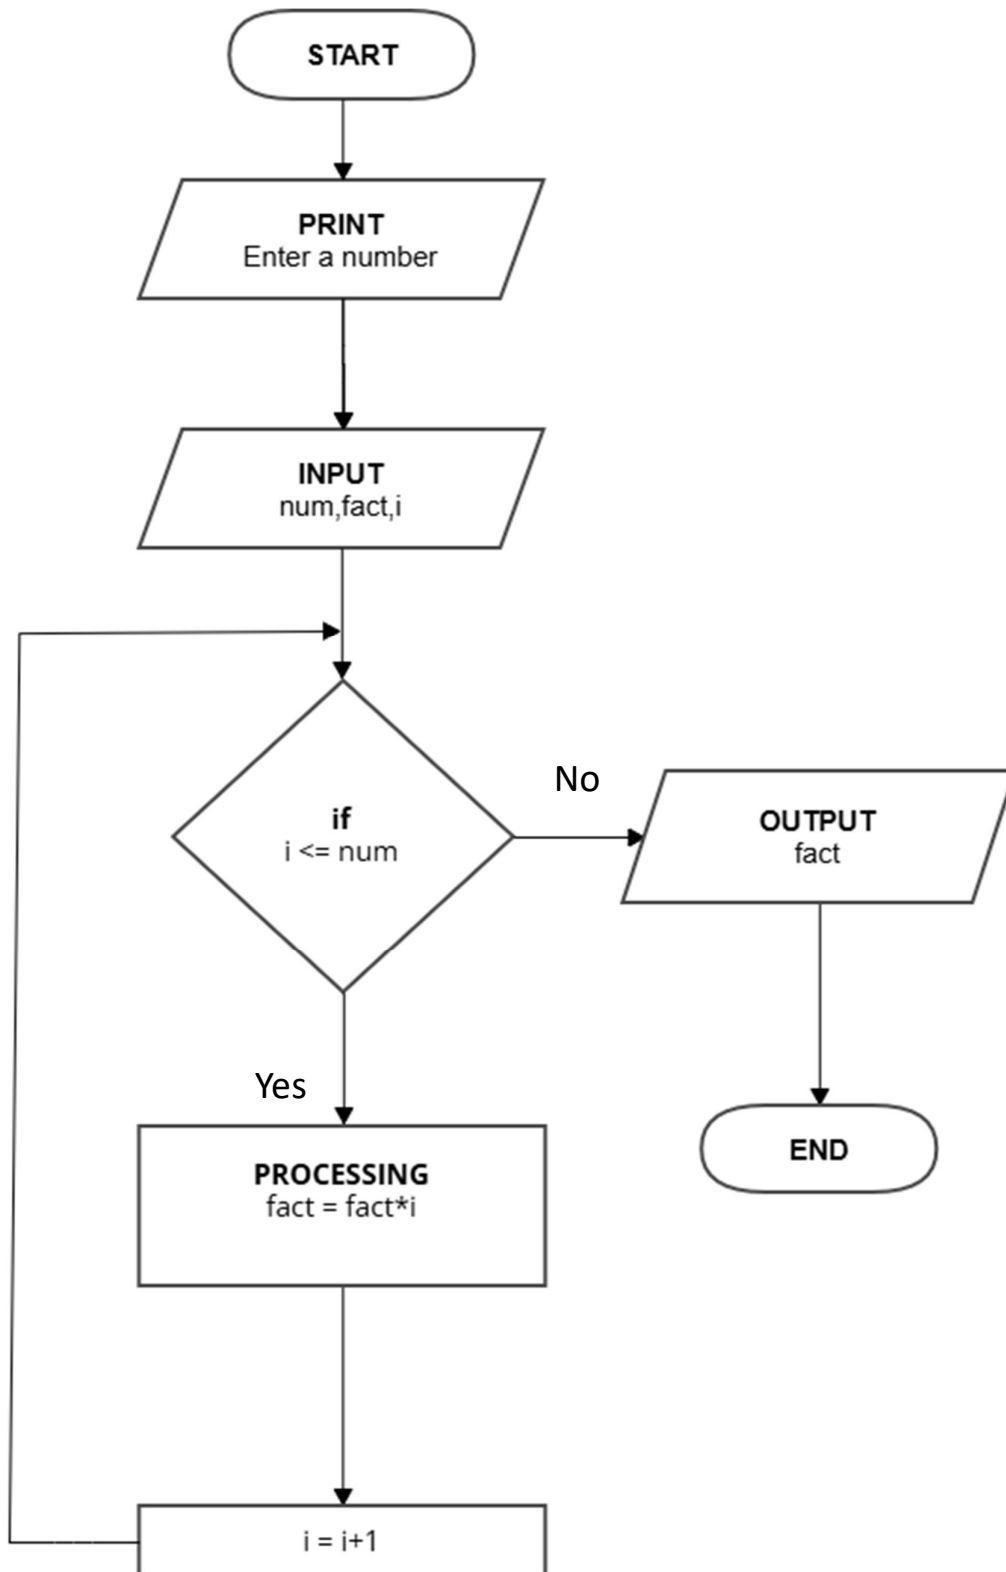 START
PRINT
Enter a number
INPUT
num,fact,i
if
i <= num
No
OUTPUT
fact
Yes
PROCESSING
fact = fact*i
END
i = i+1